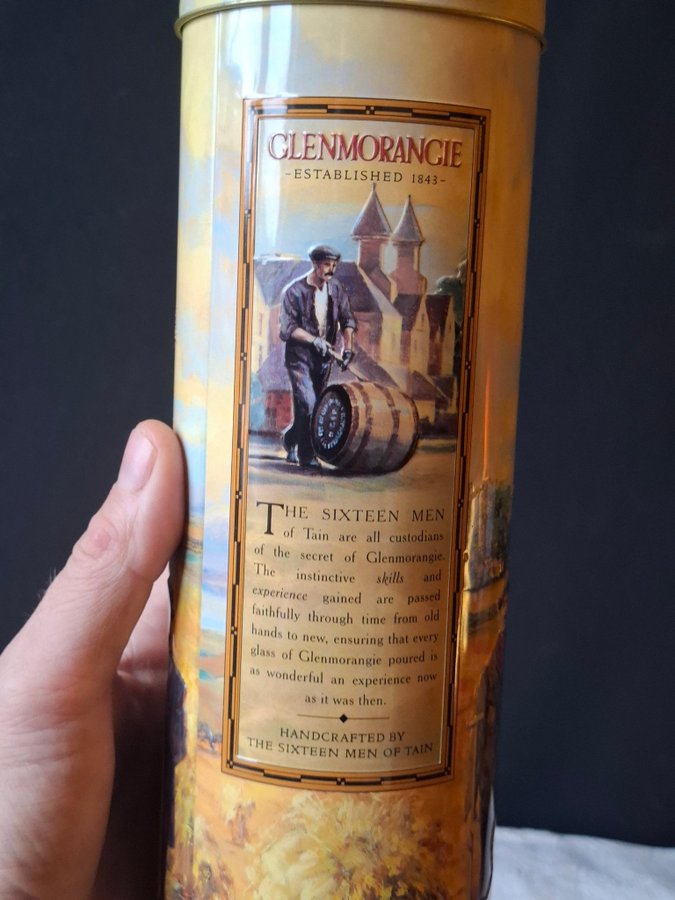 GLENMORANGIE
-ESTABLISHED 1843-
THE SIXTEEN MEN
of Tain are all custodians
of the secret of Glenmorangie.
The instinctive skills and
experience gained are passed
faithfully through time from old
hands to new, ensuring that every
glass of Glenmorangie poured is
as wonderful an experience now
as it was then.
HANDCRAFTED BY
THE SIXTEEN MEN OF TAIN